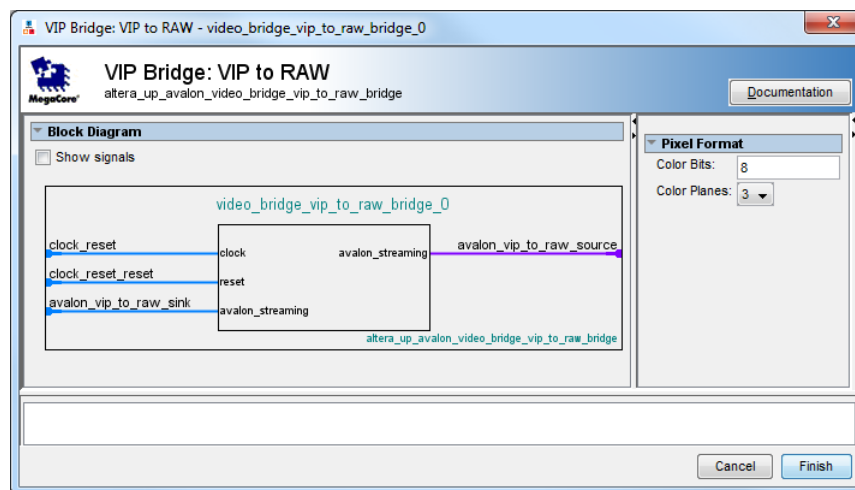 VIP Bridge: VIP to RAW - video_bridge_vip_to_raw_bridge_0
VIP Bridge: VIP to RAW
altera_up_avalon_video_bridge_vip_to_raw_bridge
MegaCore®
Documentation
Block Diagram
Show signals
video_bridge_vip_to_raw_bridge_0
clock_reset
clock
avalon_streaming
avalon_vip_to_raw_source
clock_reset_reset
reset
avalon_vip_to_raw_sink
avalon_streaming
altera_up_avalon_video_bridge_vip_to_raw_bridge
Pixel Format
Color Bits: 8
Color Planes: 3
Cancel Finish